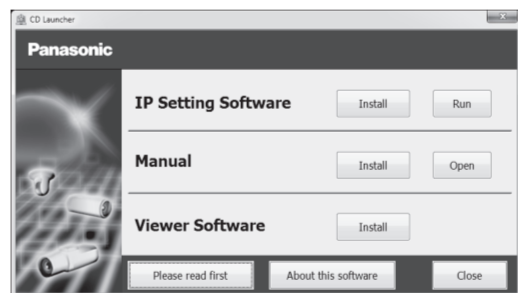 CD Launcher
Panasonic
IP Setting Software Install Run
Manual Install Open
Viewer Software Install
Please read first About this software Close